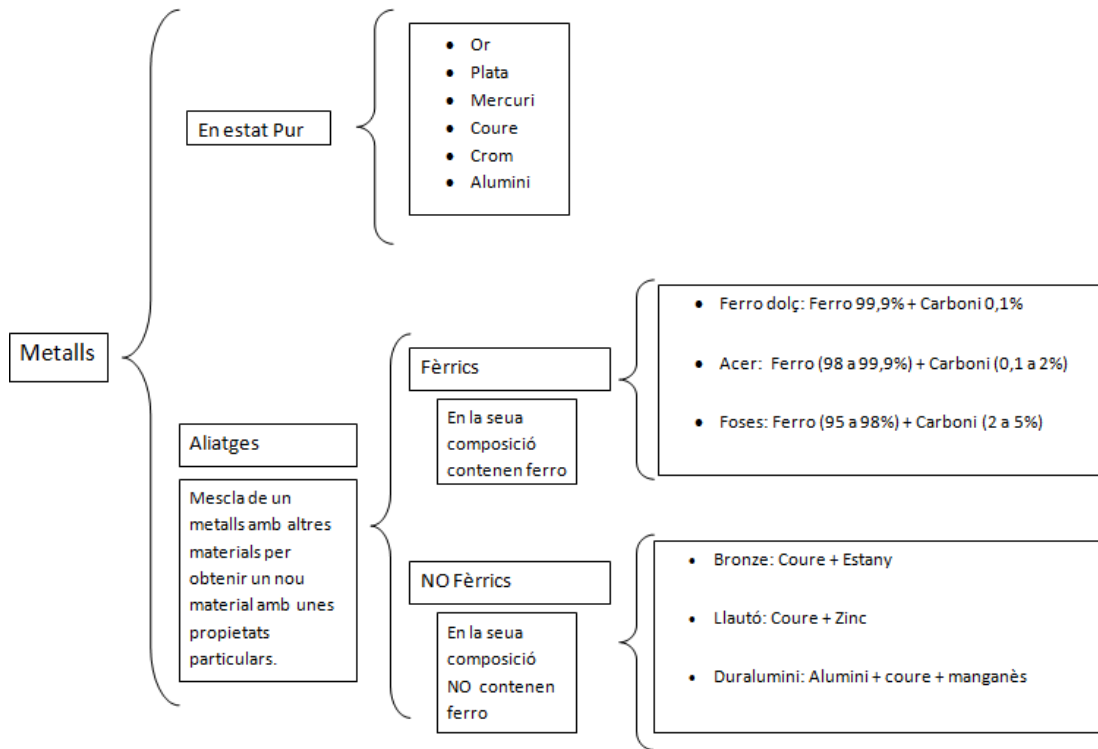 Metalls
En estat Pur
• Or
• Plata
• Mercuri
• Coure
• Crom
• Alumini
Aliatges
Mescla de un
metalls amb altres
materials per
obtenir un nou
material amb unes
propietats
particulars.
Fèrrics
En la seua
composició
contenen ferro
• Ferro dolç: Ferro 99,9% + Carboni 0,1%
• Acer: Ferro (98 a 99,9%) + Carboni (0,1 a 2%)
• Foses: Ferro (95 a 98%) + Carboni (2 a 5%)
NO Fèrrics
En la seua
composició
NO contenen
ferro
• Bronze: Coure + Estany
• Llautó: Coure + Zinc
• Duralumini: Alumini + coure + manganès